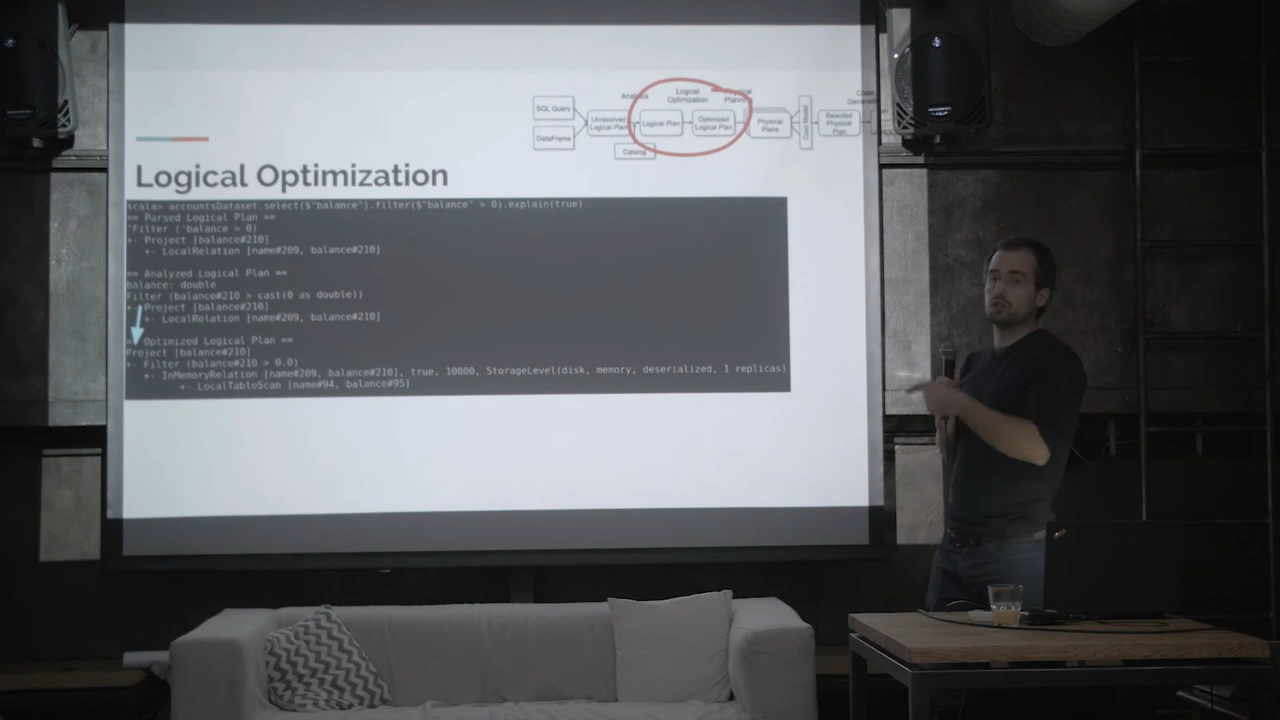 SQL Query
DataFrame
Analysis
Unresolved
Logical Plan
Catalog
Logical
Optimization
Logical Plan
Optimized
Logical Plan
Physical
Planning
Physical
Plans
Cost Model
Selected
Physical
Plan
Code
Logical Optimization
scala> accountsDataset.select($"balance").filter($"balance" > 0).explain(true)
== Parsed Logical Plan ==
'Filter ('balance > 0)
+- Project [balance#210]
+- LocalRelation [name#209, balance#210]
== Analyzed Logical Plan ==
balance: double
Filter (balance#210 > cast(0 as double))
+- Project [balance#210]
+- LocalRelation [name#209, balance#210]
== Optimized Logical Plan ==
Project [balance#210]
+- Filter (balance#210 > 0.0)
+- InMemoryRelation [name#209, balance#210], true, 10000, StorageLevel(disk, memory, deserialized, 1 replicas)
+- LocalTableScan [name#94, balance#95]